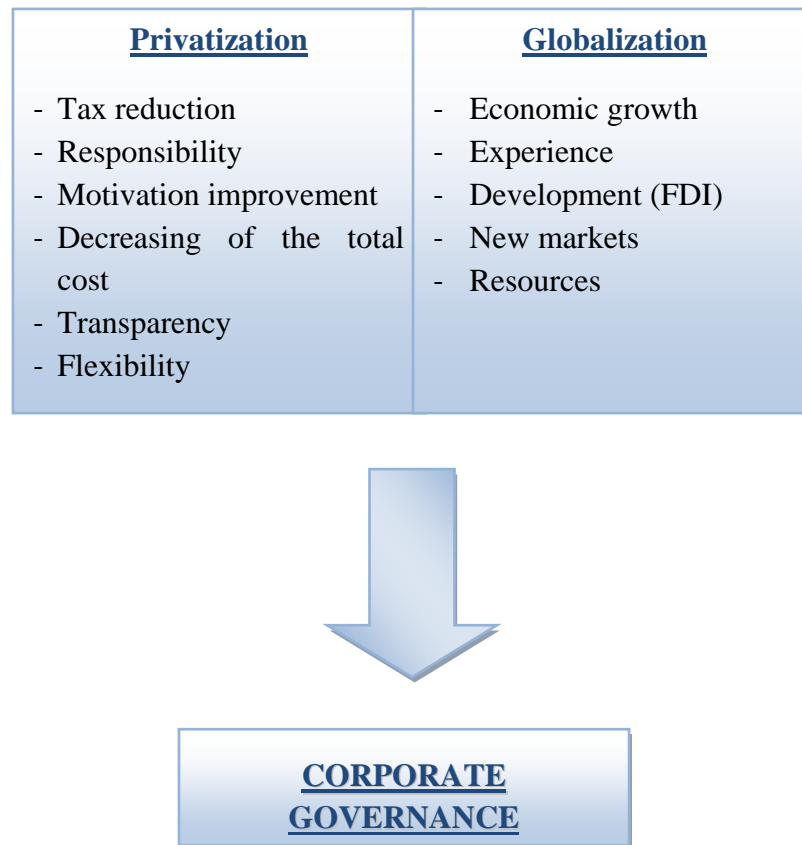 Privatization
- Tax reduction
- Responsibility
- Motivation improvement
- Decreasing of the total
cost
- Transparency
- Flexibility
Globalization
- Economic growth
- Experience
- Development (FDI)
- New markets
- Resources
CORPORATE
GOVERNANCE